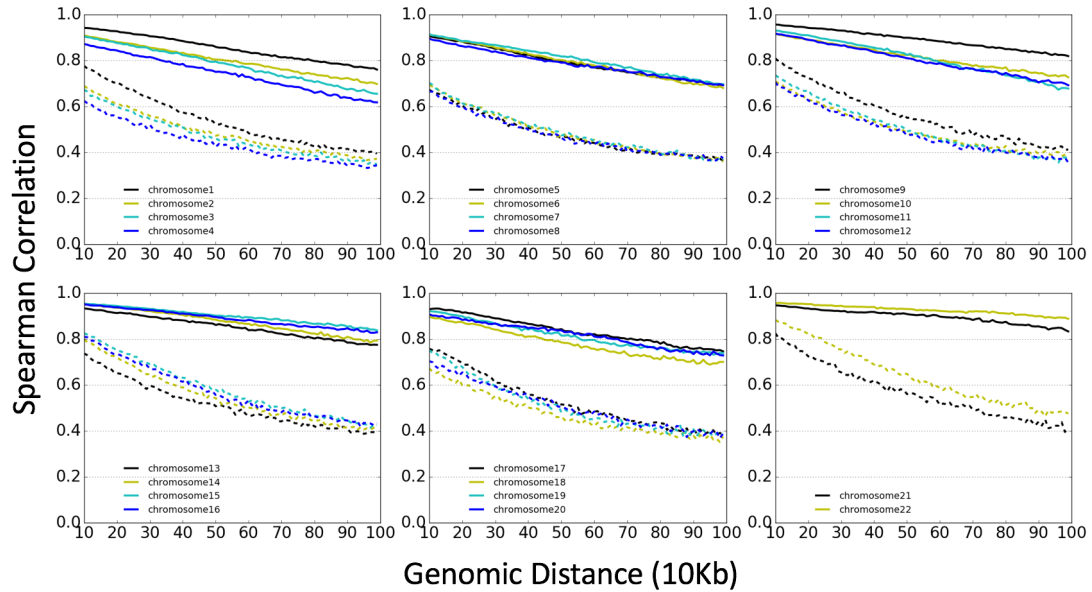 Spearman Correlation
1.0 1.0 1.0
0.8 0.8 0.8
0.6 0.6 0.6
0.4 0.4 0.4
0.2 0.2 0.2
0.0 0.0 0.0
chromosome1
chromosome2
chromosome3
chromosome4
chromosome5
chromosome6
chromosome7
chromosome8
chromosome9
chromosome10
chromosome11
chromosome12
10 20 30 40 50 60 70 80 90 100 10 20 30 40 50 60 70 80 90 100 10 20 30 40 50 60 70 80 90 100
1.0 1.0 1.0
0.8 0.8 0.8
0.6 0.6 0.6
0.4 0.4 0.4
0.2 0.2 0.2
0.0 0.0 0.0
chromosome13
chromosome14
chromosome15
chromosome16
chromosome17
chromosome18
chromosome19
chromosome20
chromosome21
chromosome22
10 20 30 40 50 60 70 80 90 100 10 20 30 40 50 60 70 80 90 100 10 20 30 40 50 60 70 80 90 100
Genomic Distance (10Kb)